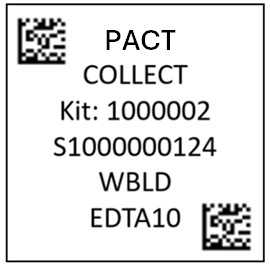 PACT
COLLECT
Kit: 1000002
S1000000124
WBLD
EDTA10